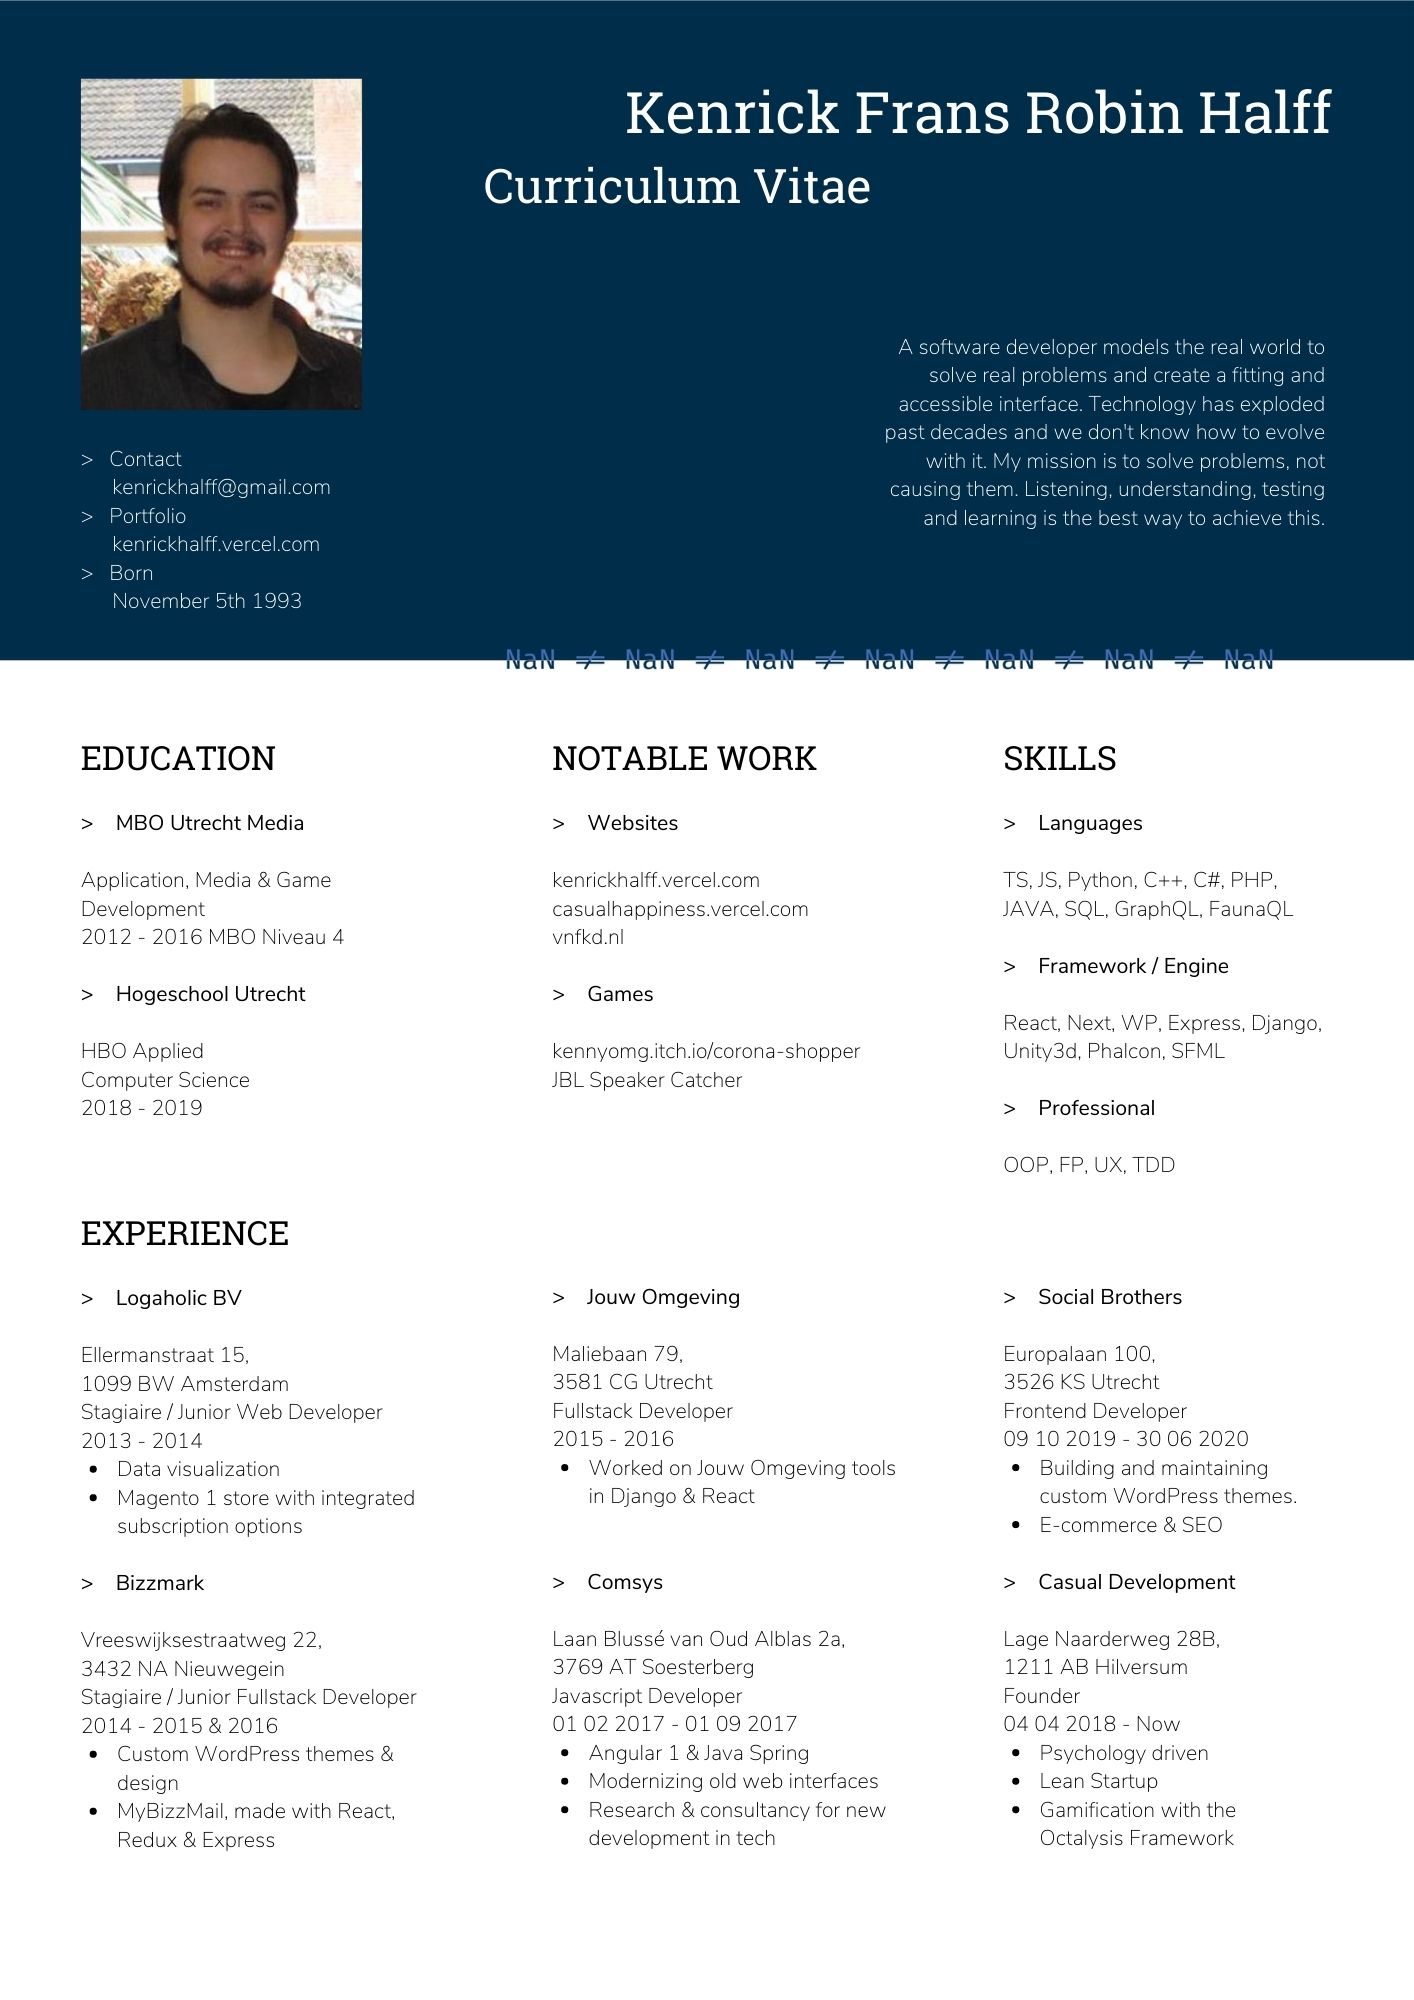 Kenrick Frans Robin Halff
Curriculum Vitae
A software developer models the real world to
solve real problems and create a fitting and
accessible interface. Technology has exploded
past decades and we don't know how to evolve
with it. My mission is to solve problems, not
causing them. Listening, understanding, testing
and learning is the best way to achieve this.
> Contact
kenrickhalff@gmail.com
> Portfolio
kenrickhalff.vercel.com
> Born
November 5th 1993
NaN ≠ NaN ≠ NaN ≠ NaN ≠ NaN ≠ NaN ≠ NaN
EDUCATION
> MBO Utrecht Media
Application, Media & Game
Development
2012 - 2016 MBO Niveau 4
> Hogeschool Utrecht
HBO Applied
Computer Science
2018 - 2019
NOTABLE WORK
> Websites
kenrickhalff.vercel.com
casualhappiness.vercel.com
vnfkd.nl
> Games
kennyomg.itch.io/corona-shopper
JBL Speaker Catcher
SKILLS
> Languages
TS, JS, Python, C++, C#, PHP,
JAVA, SQL, GraphQL, FaunaQL
> Framework / Engine
React, Next, WP, Express, Django,
Unity3d, Phalcon, SFML
> Professional
OOP, FP, UX, TDD
EXPERIENCE
> Logaholic BV
Ellermanstraat 15,
1099 BW Amsterdam
Stagiaire / Junior Web Developer
2013 - 2014
• Data visualization
• Magento 1 store with integrated
subscription options
> Bizzmark
Vreeswijksestraatweg 22,
3432 NA Nieuwegein
Stagiaire / Junior Fullstack Developer
2014 - 2015 & 2016
• Custom WordPress themes &
design
• MyBizzMail, made with React,
Redux & Express
> Jouw Omgeving
Maliebaan 79,
3581 CG Utrecht
Fullstack Developer
2015 - 2016
• Worked on Jouw Omgeving tools
in Django & React
> Comsys
Laan Blussé van Oud Alblas 2a,
3769 AT Soesterberg
Javascript Developer
01 02 2017 - 01 09 2017
• Angular 1 & Java Spring
• Modernizing old web interfaces
• Research & consultancy for new
development in tech
> Social Brothers
Europalaan 100,
3526 KS Utrecht
Frontend Developer
09 10 2019 - 30 06 2020
• Building and maintaining
custom WordPress themes.
• E-commerce & SEO
> Casual Development
Lage Naarderweg 28B,
1211 AB Hilversum
Founder
04 04 2018 - Now
• Psychology driven
• Lean Startup
• Gamification with the
Octalysis Framework